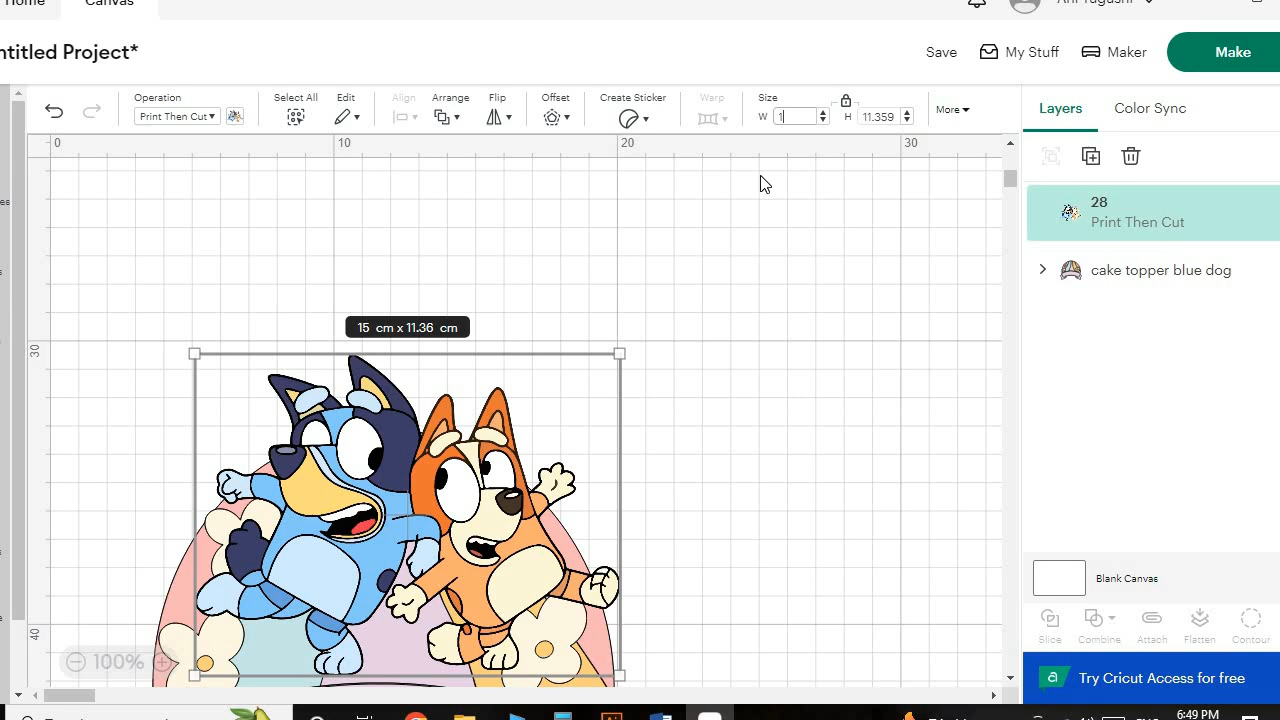 Home Canvas
ntitled Project*
Save My Stuff Maker Make
Operation Select All Edit Align Arrange Flip Offset Create Sticker Warp Size
Print Then Cut W 1 H 11.359 More
Layers Color Sync
0 10 20 30
28
Print Then Cut
cake topper blue dog
15 cm x 11.36 cm
30
40
100%
Blank Canvas
Slice Combine Attach Flatten Contour
Try Cricut Access for free
6:49 PM